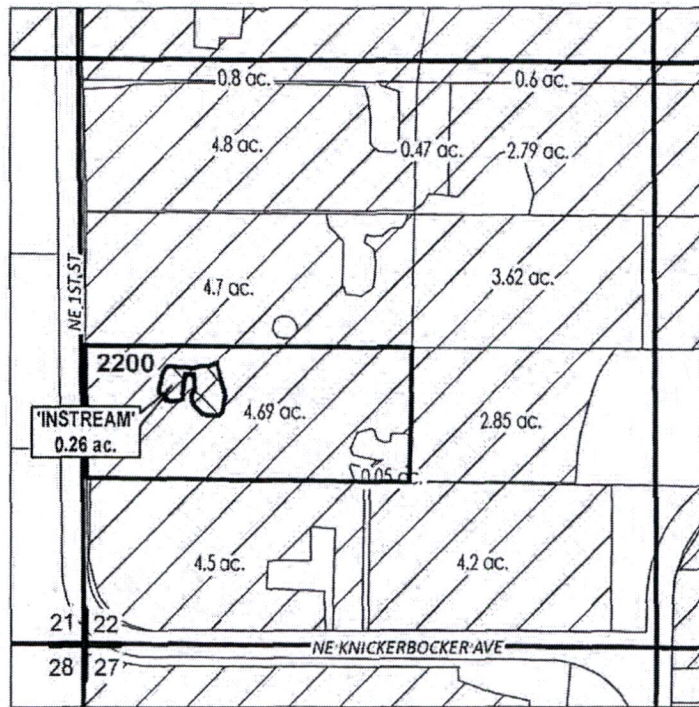 0.8 ac.
0.6 ac.
4.8 ac.
0.47 ac.
2.79 ac.
NE 1ST ST
4.7 ac.
3.62 ac.
2200
'INSTREAM'
0.26 ac.
4.69 ac.
2.85 ac.
0.05 ac.
4.5 ac.
4.2 ac.
21 22
NE KNICKERBOCKER AVE
28 27